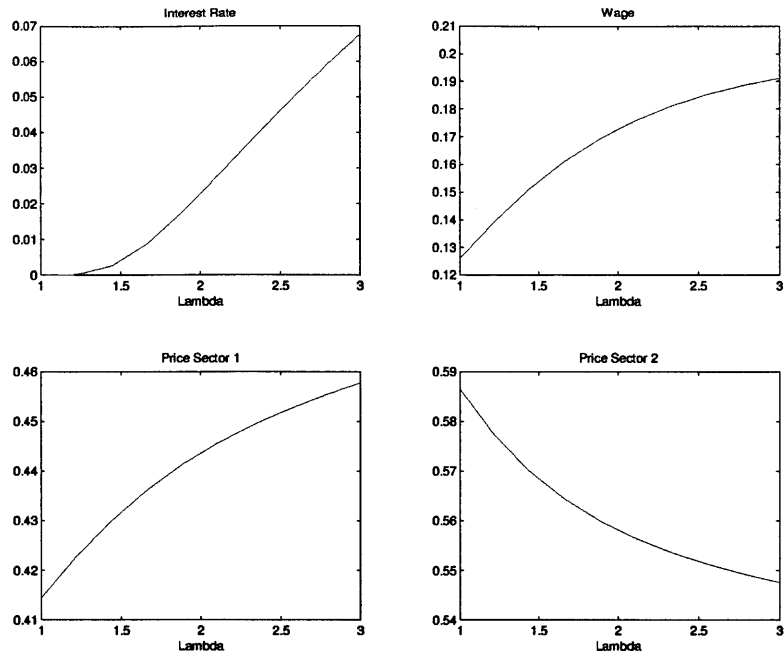 Interest Rate
0.07
0.06
0.05
0.04
0.03
0.02
0.01
0
1 1.5 2 2.5 3
Lambda
Wage
0.21
0.2
0.19
0.18
0.17
0.16
0.15
0.14
0.13
0.12
1 1.5 2 2.5 3
Lambda
Price Sector 1
0.46
0.45
0.44
0.43
0.42
0.41
1 1.5 2 2.5 3
Lambda
Price Sector 2
0.59
0.58
0.57
0.56
0.55
0.54
1 1.5 2 2.5 3
Lambda